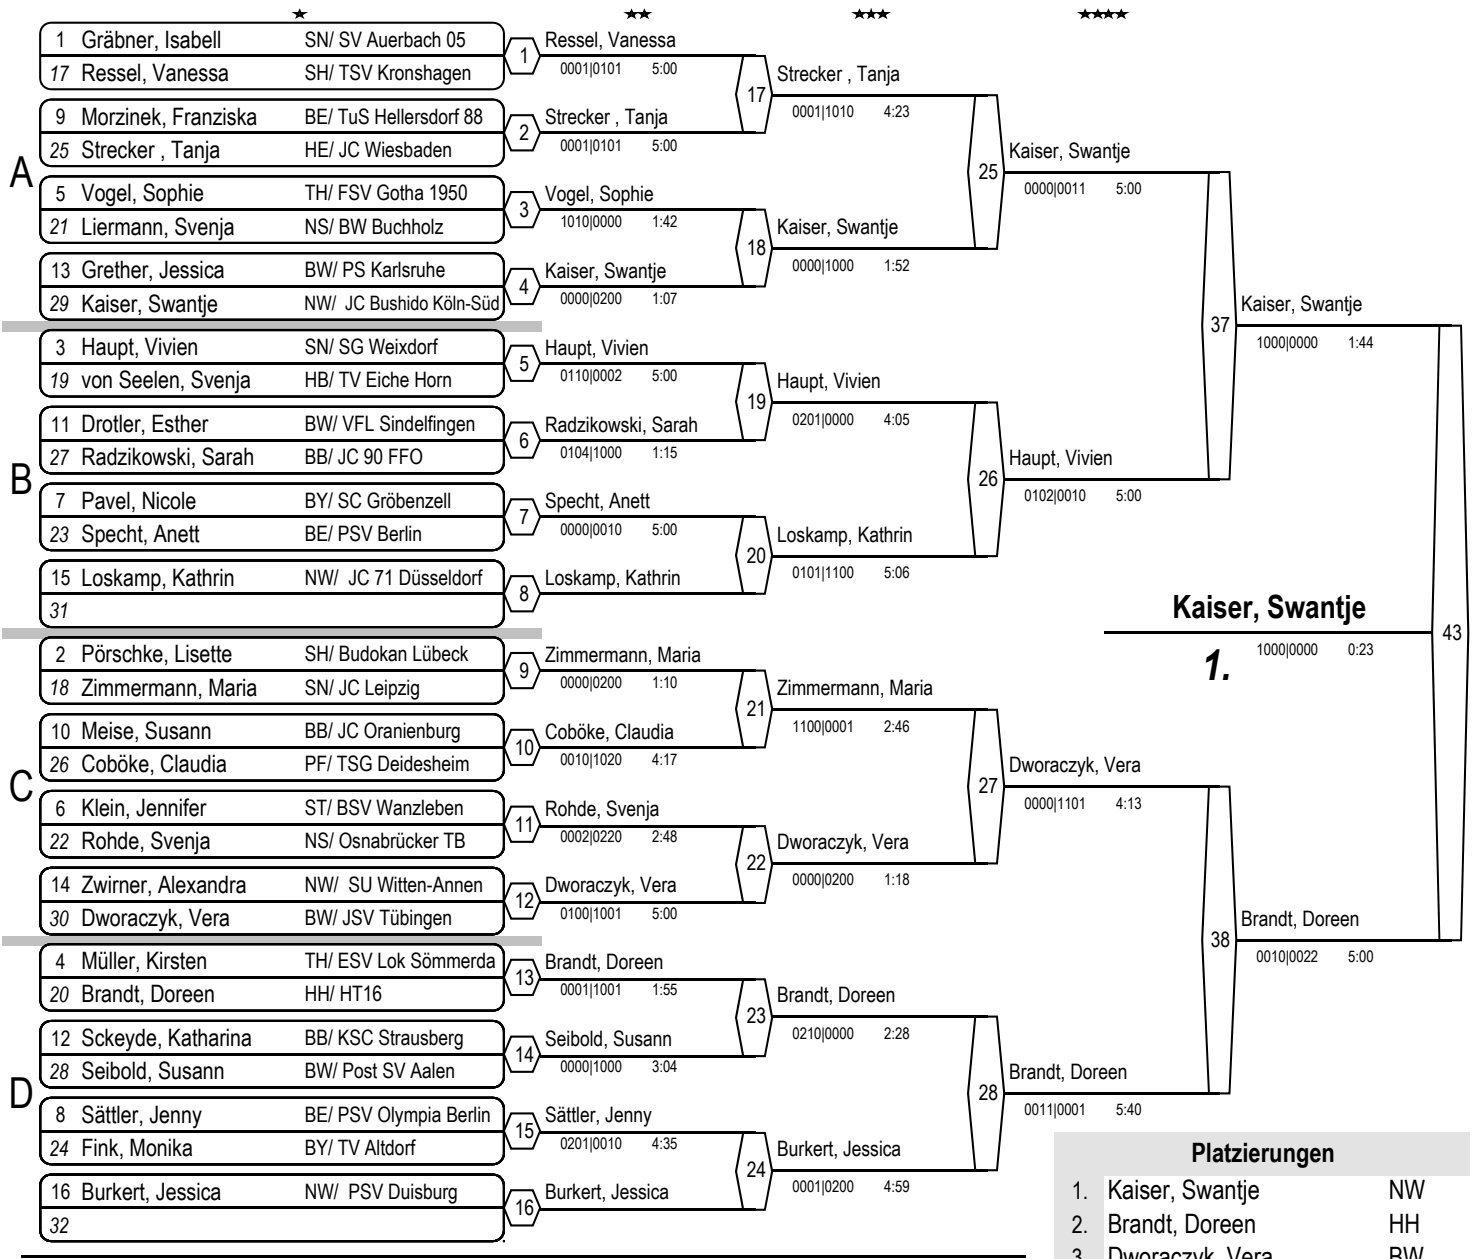 ★ ★★ ★★★ ★★★★
A
1 Gräbner, Isabell SN/ SV Auerbach 05
17 Ressel, Vanessa SH/ TSV Kronshagen
9 Morzinek, Franziska BE/ TuS Hellersdorf 88
25 Strecker , Tanja HE/ JC Wiesbaden
5 Vogel, Sophie TH/ FSV Gotha 1950
21 Liermann, Svenja NS/ BW Buchholz
13 Grether, Jessica BW/ PS Karlsruhe
29 Kaiser, Swantje NW/ JC Bushido Köln-Süd
B
3 Haupt, Vivien SN/ SG Weixdorf
19 von Seelen, Svenja HB/ TV Eiche Horn
11 Drotler, Esther BW/ VFL Sindelfingen
27 Radzikowski, Sarah BB/ JC 90 FFO
7 Pavel, Nicole BY/ SC Gröbenzell
23 Specht, Anett BE/ PSV Berlin
15 Loskamp, Kathrin NW/ JC 71 Düsseldorf
31
C
2 Pörschke, Lisette SH/ Budokan Lübeck
18 Zimmermann, Maria SN/ JC Leipzig
10 Meise, Susann BB/ JC Oranienburg
26 Coböke, Claudia PF/ TSG Deidesheim
6 Klein, Jennifer ST/ BSV Wanzleben
22 Rohde, Svenja NS/ Osnabrücker TB
14 Zwirner, Alexandra NW/ SU Witten-Annen
30 Dworaczyk, Vera BW/ JSV Tübingen
D
4 Müller, Kirsten TH/ ESV Lok Sömmerda
20 Brandt, Doreen HH/ HT16
12 Sckeyde, Katharina BB/ KSC Strausberg
28 Seibold, Susann BW/ Post SV Aalen
8 Sättler, Jenny BE/ PSV Olympia Berlin
24 Fink, Monika BY/ TV Altdorf
16 Burkert, Jessica NW/ PSV Duisburg
32
1 Ressel, Vanessa
0001|0101 5:00
2 Strecker , Tanja
0001|0101 5:00
3 Vogel, Sophie
1010|0000 1:42
4 Kaiser, Swantje
0000|0200 1:07
5 Haupt, Vivien
0110|0002 5:00
6 Radzikowski, Sarah
0104|1000 1:15
7 Specht, Anett
0000|0010 5:00
8 Loskamp, Kathrin
9 Zimmermann, Maria
0000|0200 1:10
10 Coböke, Claudia
0010|1020 4:17
11 Rohde, Svenja
0002|0220 2:48
12 Dworaczyk, Vera
0100|1001 5:00
13 Brandt, Doreen
0001|1001 1:55
14 Seibold, Susann
0000|1000 3:04
15 Sättler, Jenny
0201|0010 4:35
16 Burkert, Jessica
17 Strecker , Tanja
0001|1010 4:23
18 Kaiser, Swantje
0000|1000 1:52
19 Haupt, Vivien
0201|0000 4:05
20 Loskamp, Kathrin
0101|1100 5:06
21 Zimmermann, Maria
1100|0001 2:46
22 Dworaczyk, Vera
0000|0200 1:18
23 Brandt, Doreen
0210|0000 2:28
24 Burkert, Jessica
0001|0200 4:59
25 Kaiser, Swantje
0000|0011 5:00
26 Haupt, Vivien
0102|0010 5:00
27 Dworaczyk, Vera
0000|1101 4:13
28 Brandt, Doreen
0011|0001 5:40
37 Kaiser, Swantje
1000|0000 1:44
38 Brandt, Doreen
0010|0022 5:00
43
Kaiser, Swantje
1. 1000|0000 0:23
Platzierungen
1. Kaiser, Swantje NW
2. Brandt, Doreen HH
3. Dworaczyk, Vera BW